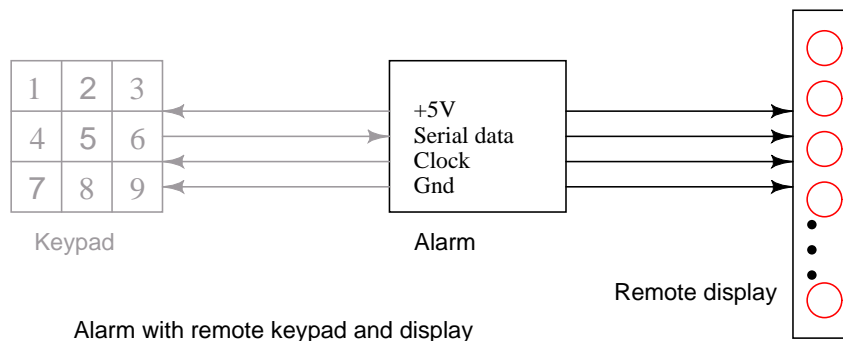 1 2 3
4 5 6
7 8 9
+5V
Serial data
Clock
Gnd
Keypad
Alarm
Remote display
Alarm with remote keypad and display